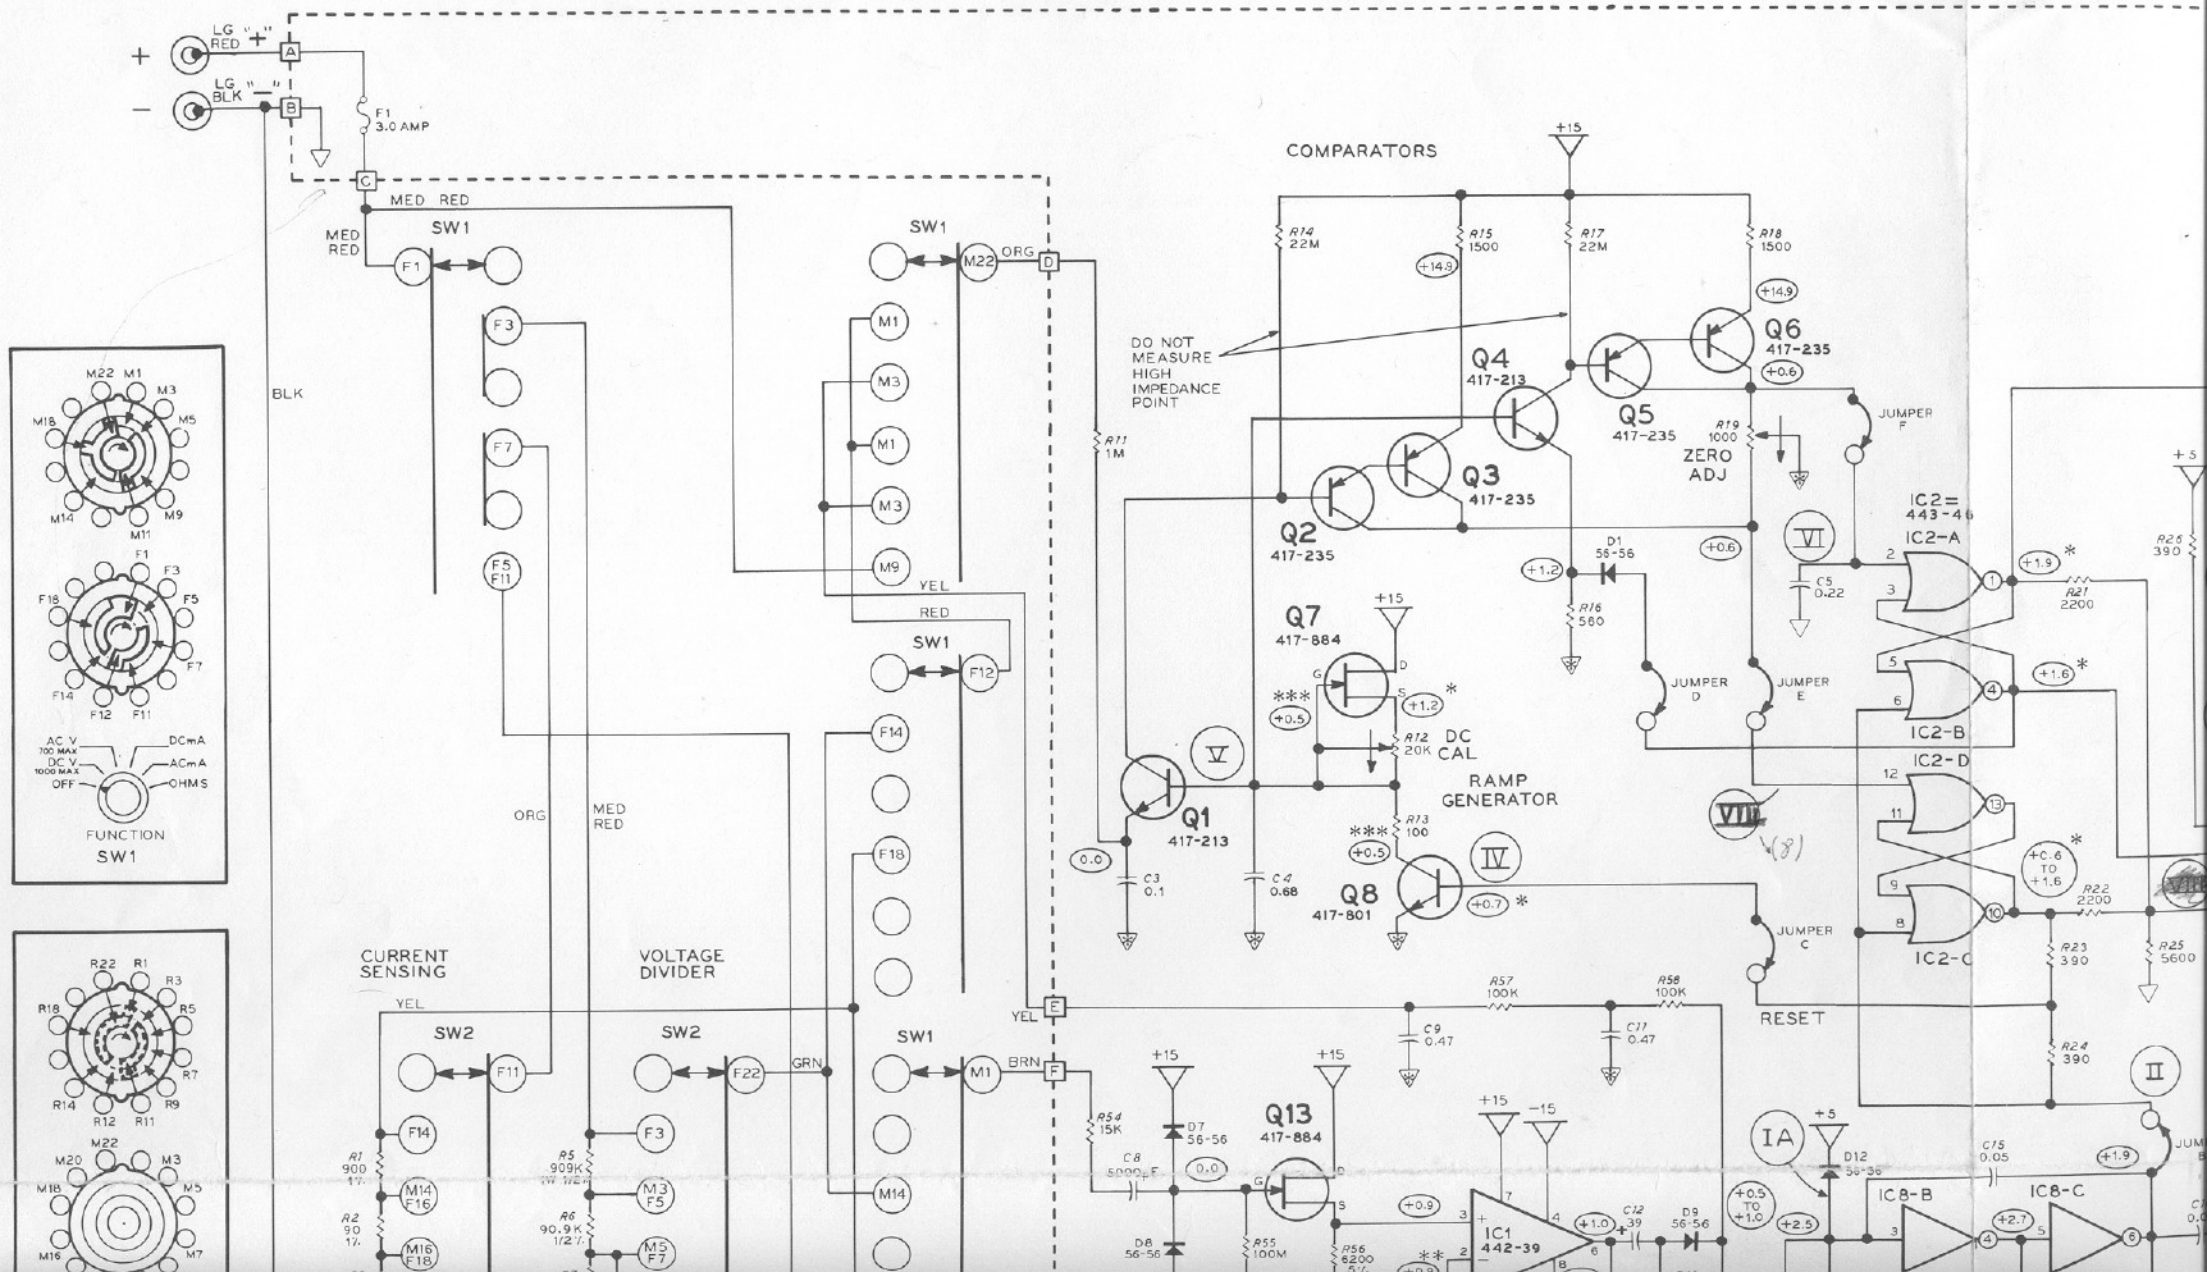 LG
RED "+"
+
A
LG
BLK "—"
−
B
F1
3.0 AMP
C
MED RED
MED
RED
SW1
F1
F3
F7
F5
F11
BLK
ORG
MED
RED
SW1
M22
ORG
D
M1
M3
M1
M3
M9
YEL
RED
SW1
F12
F14
F18
YEL
E
SW1
M1
BRN
F
M14
M22
M1
M3
M5
M18
M14
M9
M11
F1
F3
F5
F18
F7
F14
F12
F11
AC V
700 MAX
DC V
1000 MAX
OFF
DCmA
ACmA
OHMS
FUNCTION
SW1
R22
R1
R3
R5
R18
R7
R14
R9
R12
R11
M22
M20
M3
M18
M5
M16
M7
CURRENT
SENSING
YEL
SW2
F11
F14
R1
900
1%
M14
F16
R2
90
1%
M16
F18
VOLTAGE
DIVIDER
SW2
F22
GRN
F3
R5
909K
M3
F5
R6
90.9K
1/2%
M5
F7
COMPARATORS
+15
R14
22M
R15
1500
R17
22M
R18
1500
+14.9
+14.9
DO NOT
MEASURE
HIGH
IMPEDANCE
POINT
Q4
417-213
Q5
417-235
Q6
417-235
+0.6
R11
1M
Q3
417-235
Q2
417-235
R19
1000
ZERO
ADJ
JUMPER
F
+5
IC2=
443-46
IC2-A
R26
390
+0.6
VI
D1
56-56
+1.2
R16
560
C5
0.22
2
3
1
+1.9 *
R21
2200
Q7
417-884
+15
G
D
S
***
+0.5
+1.2 *
R12
20K
DC
CAL
JUMPER
D
JUMPER
E
5
6
4
+1.6 *
IC2-B
IC2-D
V
RAMP
GENERATOR
12
11
13
VII
(8)
Q1
417-213
0.0
C3
0.1
C4
0.68
R13
100
***
+0.5
IV
Q8
417-801
+0.7 *
JUMPER
C
9
8
10
IC2-C
+0.6
TO
+1.6
*
R22
2200
R23
390
R25
5600
R57
100K
R58
100K
RESET
C9
0.47
C11
0.47
R24
390
II
+15
R54
15K
D7
56-56
C8
0.0
D8
56-56
R55
100M
+15
Q13
417-884
G
D
S
+0.9
R56
6200
5%
+15
-15
3
+
2
−
7
4
6
8
IC1
442-39
**
+1.0
+
C12
39
D9
56-56
IA
+5
D12
56-56
+0.5
TO
+1.0
+2.5
IC8-B
3
4
+2.7
IC8-C
5
6
C15
0.05
+1.9